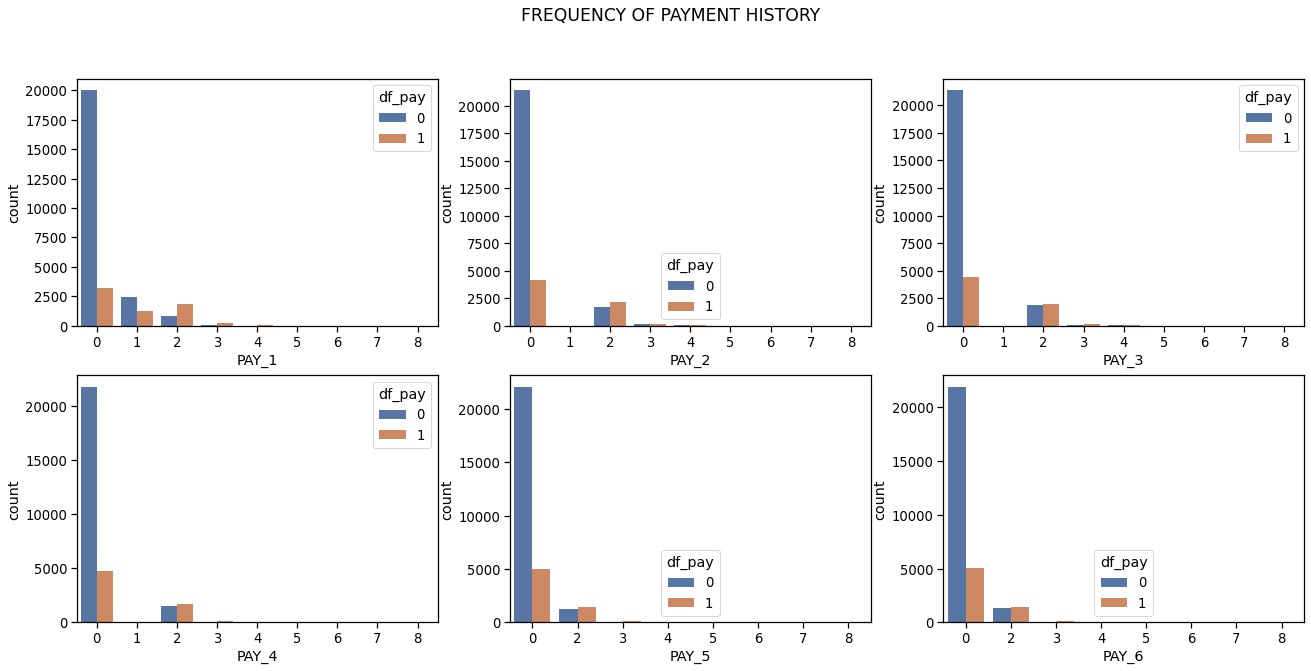 FREQUENCY OF PAYMENT HISTORY
20000
17500
15000
12500
10000
7500
5000
2500
0
count
df_pay
0
1
0 1 2 3 4 5 6 7 8
PAY_1
20000
17500
15000
12500
10000
7500
5000
2500
0
count
df_pay
0
1
0 1 2 3 4 5 6 7 8
PAY_2
20000
17500
15000
12500
10000
7500
5000
2500
0
count
df_pay
0
1
0 1 2 3 4 5 6 7 8
PAY_3
20000
15000
10000
5000
0
count
df_pay
0
1
0 1 2 3 4 5 6 7 8
PAY_4
20000
15000
10000
5000
0
count
df_pay
0
1
0 2 3 4 5 6 7 8
PAY_5
20000
15000
10000
5000
0
count
df_pay
0
1
0 2 3 4 5 6 7 8
PAY_6